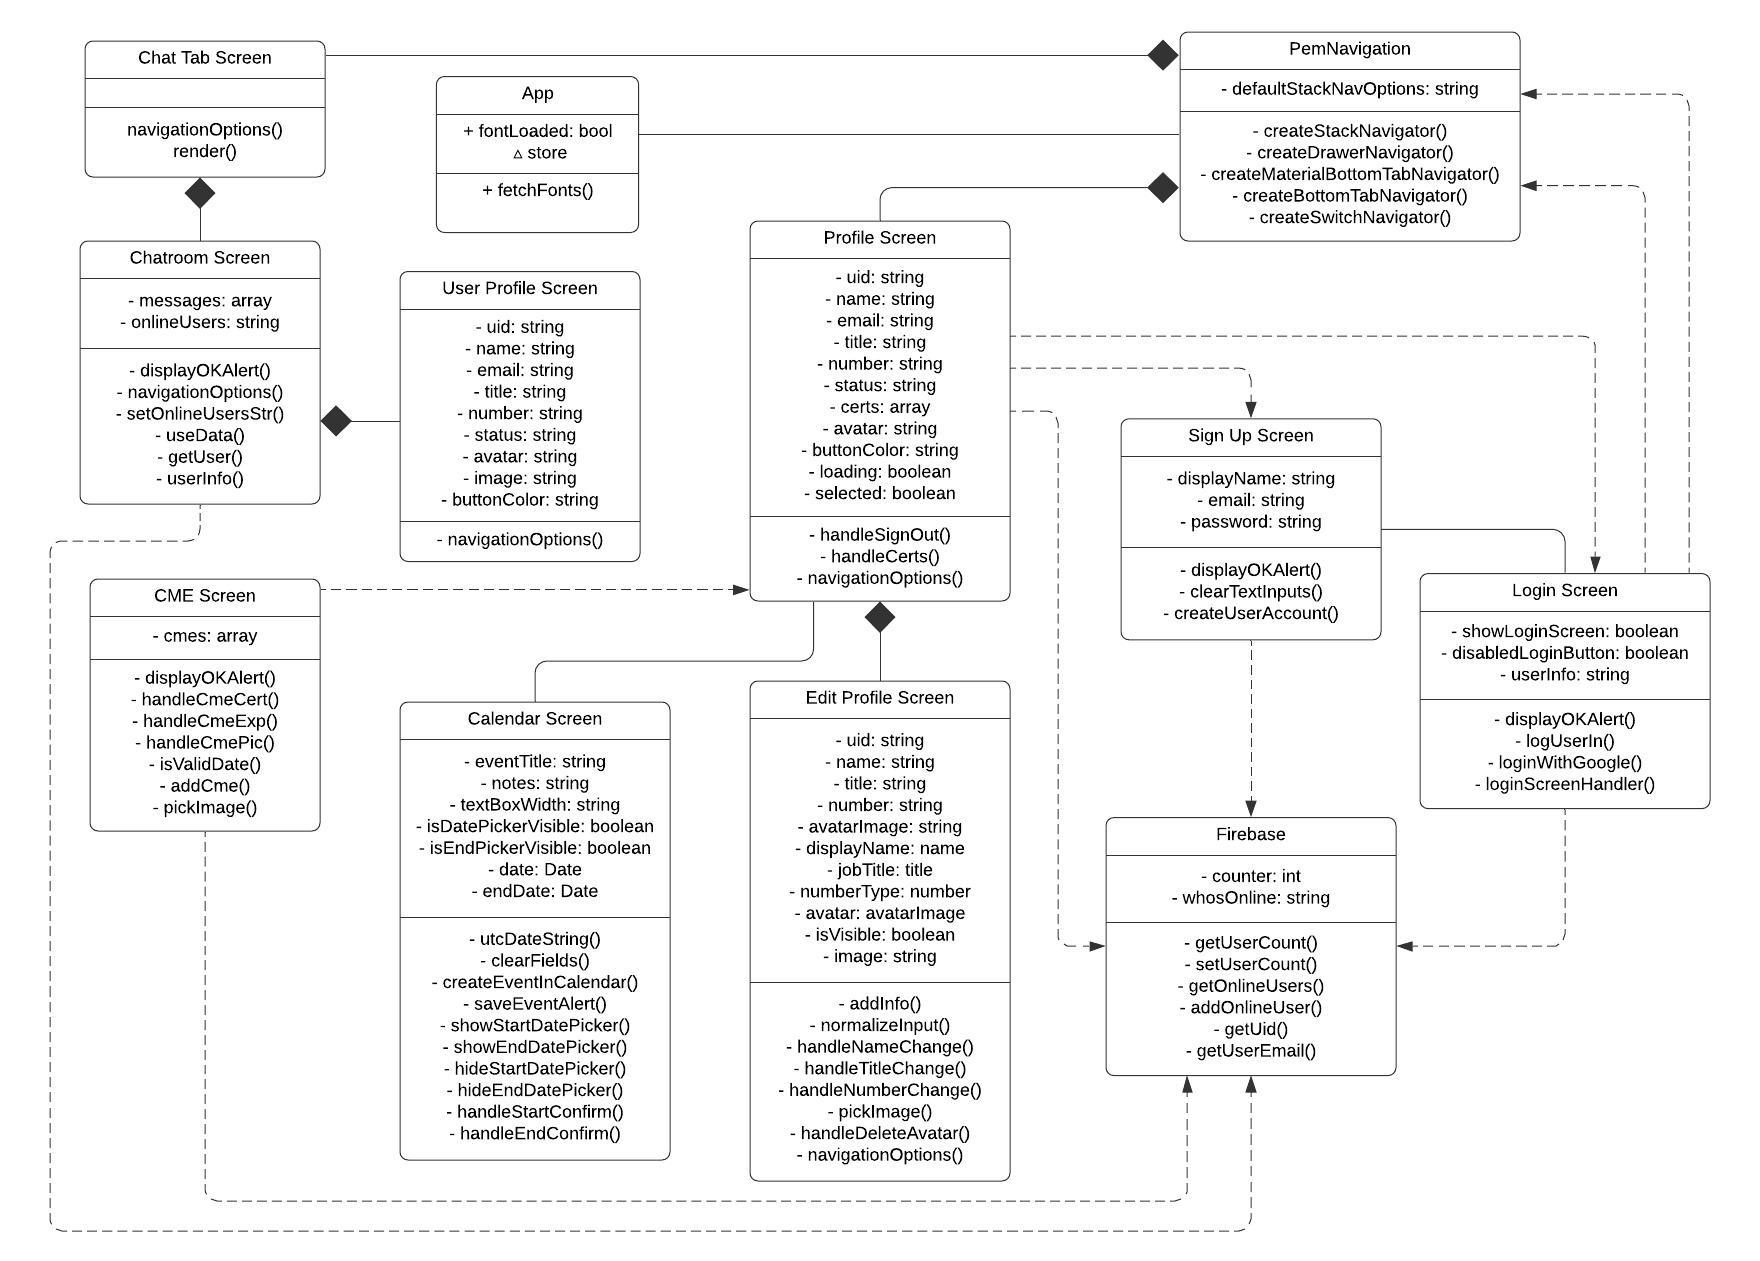 Chat Tab Screen
navigationOptions()
render()
App
+ fontLoaded: bool
△ store
+ fetchFonts()
PemNavigation
- defaultStackNavOptions: string
- createStackNavigator()
- createDrawerNavigator()
- createMaterialBottomTabNavigator()
- createBottomTabNavigator()
- createSwitchNavigator()
Chatroom Screen
- messages: array
- onlineUsers: string
- displayOKAlert()
- navigationOptions()
- setOnlineUsersStr()
- useData()
- getUser()
- userInfo()
User Profile Screen
- uid: string
- name: string
- email: string
- title: string
- number: string
- status: string
- avatar: string
- image: string
- buttonColor: string
- navigationOptions()
Profile Screen
- uid: string
- name: string
- email: string
- title: string
- number: string
- status: string
- certs: array
- avatar: string
- buttonColor: string
- loading: boolean
- selected: boolean
- handleSignOut()
- handleCerts()
- navigationOptions()
Sign Up Screen
- displayName: string
- email: string
- password: string
- displayOKAlert()
- clearTextInputs()
- createUserAccount()
Login Screen
- showLoginScreen: boolean
- disabledLoginButton: boolean
- userInfo: string
- displayOKAlert()
- logUserIn()
- loginWithGoogle()
- loginScreenHandler()
CME Screen
- cmes: array
- displayOKAlert()
- handleCmeCert()
- handleCmeExp()
- handleCmePic()
- isValidDate()
- addCme()
- pickImage()
Calendar Screen
- eventTitle: string
- notes: string
- textBoxWidth: string
- isDatePickerVisible: boolean
- isEndPickerVisible: boolean
- date: Date
- endDate: Date
- utcDateString()
- clearFields()
- createEventInCalendar()
- saveEventAlert()
- showStartDatePicker()
- showEndDatePicker()
- hideStartDatePicker()
- hideEndDatePicker()
- handleStartConfirm()
- handleEndConfirm()
Edit Profile Screen
- uid: string
- name: string
- title: string
- number: string
- avatarImage: string
- displayName: name
- jobTitle: title
- numberType: number
- avatar: avatarImage
- isVisible: boolean
- image: string
- addInfo()
- normalizeInput()
- handleNameChange()
- handleTitleChange()
- handleNumberChange()
- pickImage()
- handleDeleteAvatar()
- navigationOptions()
Firebase
- counter: int
- whosOnline: string
- getUserCount()
- setUserCount()
- getOnlineUsers()
- addOnlineUser()
- getUid()
- getUserEmail()